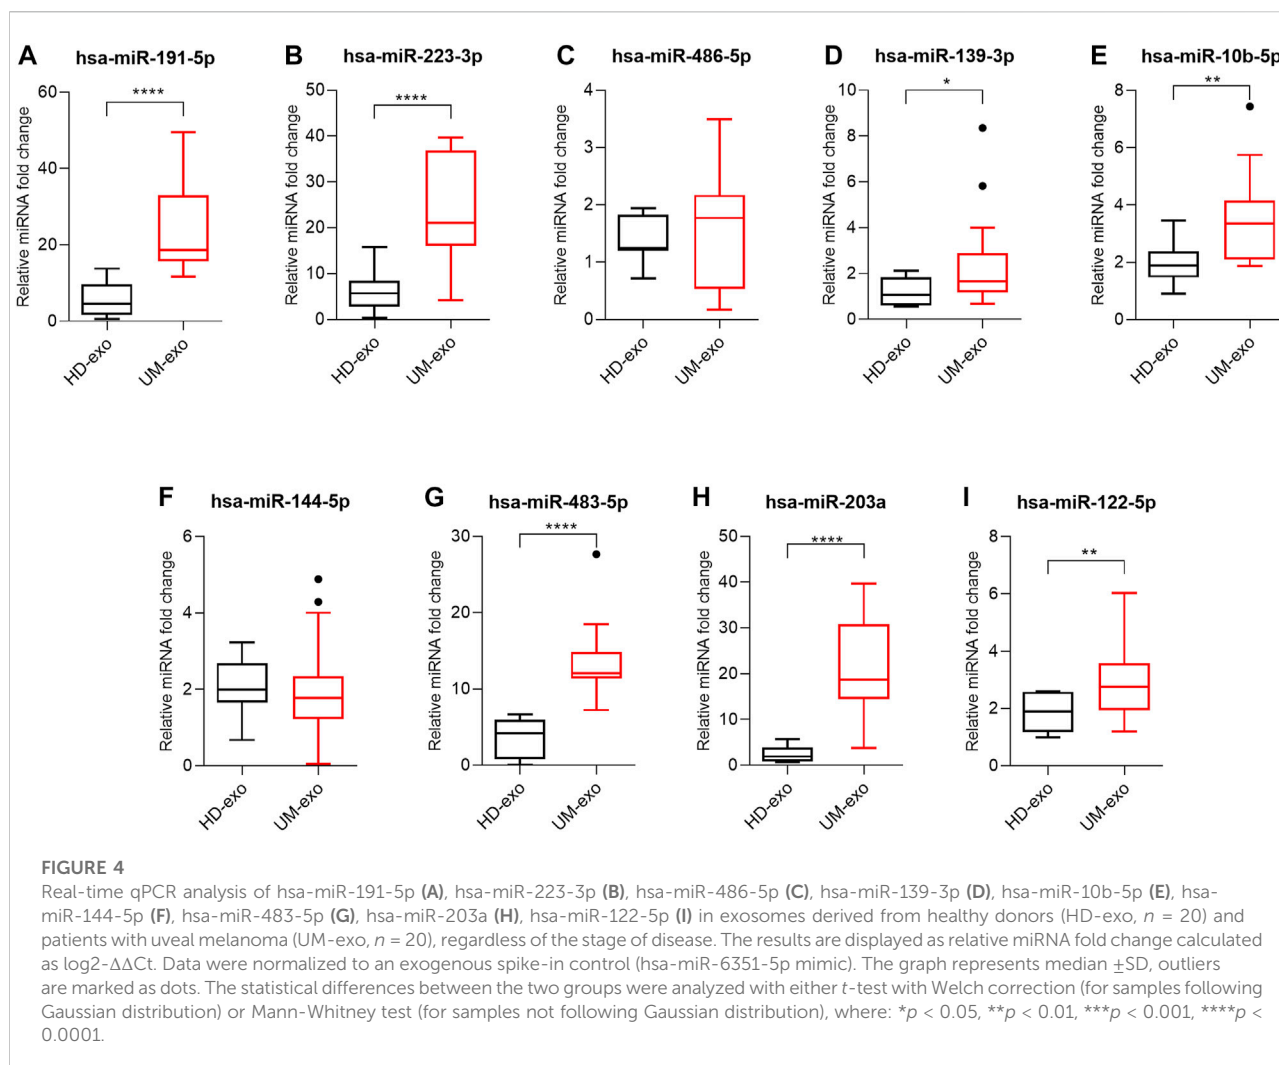 A hsa-miR-191-5p
Relative miRNA fold change
60
40
20
0
****
HD-exo
UM-exo
B hsa-miR-223-3p
Relative miRNA fold change
50
40
30
20
10
0
****
HD-exo
UM-exo
C hsa-miR-486-5p
Relative miRNA fold change
4
3
2
1
0
HD-exo
UM-exo
D hsa-miR-139-3p
Relative miRNA fold change
10
8
6
4
2
0
*
HD-exo
UM-exo
E hsa-miR-10b-5p
Relative miRNA fold change
8
6
4
2
0
**
HD-exo
UM-exo
F hsa-miR-144-5p
Relative miRNA fold change
6
4
2
0
HD-exo
UM-exo
G hsa-miR-483-5p
Relative miRNA fold change
30
20
10
0
****
HD-exo
UM-exo
H hsa-miR-203a
Relative miRNA fold change
50
40
30
20
10
0
****
HD-exo
UM-exo
I hsa-miR-122-5p
Relative miRNA fold change
8
6
4
2
0
**
HD-exo
UM-exo
FIGURE 4
Real-time qPCR analysis of hsa-miR-191-5p (A), hsa-miR-223-3p (B), hsa-miR-486-5p (C), hsa-miR-139-3p (D), hsa-miR-10b-5p (E), hsa-
miR-144-5p (F), hsa-miR-483-5p (G), hsa-miR-203a (H), hsa-miR-122-5p (I) in exosomes derived from healthy donors (HD-exo, n = 20) and
patients with uveal melanoma (UM-exo, n = 20), regardless of the stage of disease. The results are displayed as relative miRNA fold change calculated
as log2-ΔΔCt. Data were normalized to an exogenous spike-in control (hsa-miR-6351-5p mimic). The graph represents median ±SD, outliers
are marked as dots. The statistical differences between the two groups were analyzed with either t-test with Welch correction (for samples following
Gaussian distribution) or Mann-Whitney test (for samples not following Gaussian distribution), where: *p < 0.05, **p < 0.01, ***p < 0.001, ****p <
0.0001.